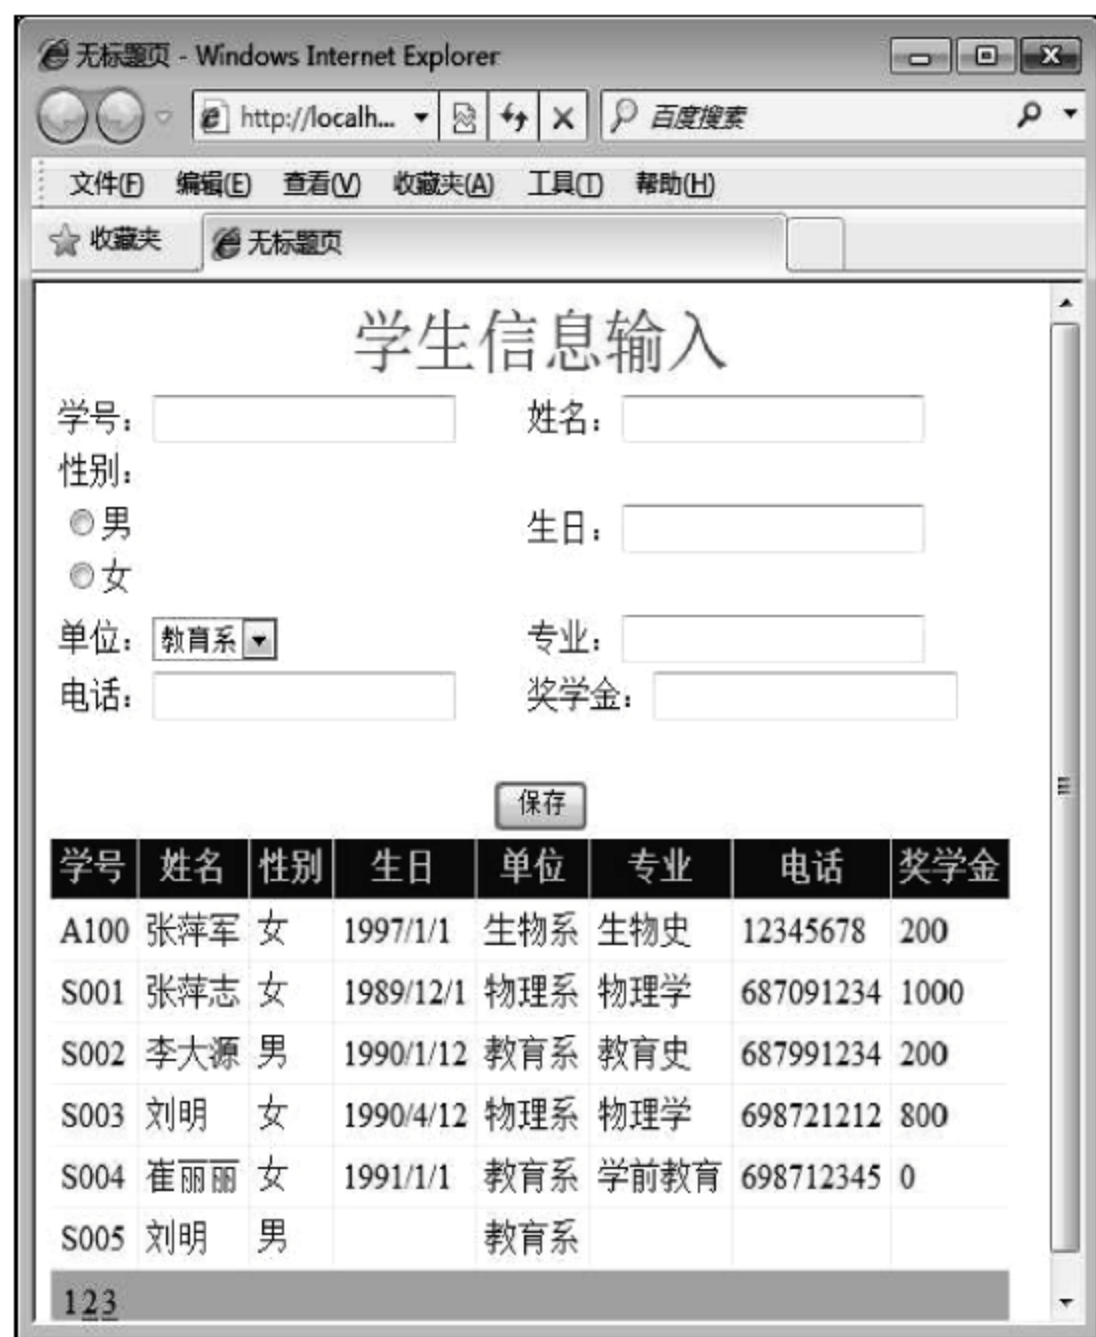 无标题页 - Windows Internet Explorer
http://localh... 百度搜索
文件(F) 编辑(E) 查看(V) 收藏夹(A) 工具(T) 帮助(H)
收藏夹 无标题页
学生信息输入
学号： 姓名：
性别：
男 生日：
女
单位： 教育系 专业：
电话： 奖学金：
保存
学号 姓名 性别 生日 单位 专业 电话 奖学金
A100 张萍军 女 1997/1/1 生物系 生物史 12345678 200
S001 张萍志 女 1989/12/1 物理系 物理学 687091234 1000
S002 李大源 男 1990/1/12 教育系 教育史 687991234 200
S003 刘明 女 1990/4/12 物理系 物理学 698721212 800
S004 崔丽丽 女 1991/1/1 教育系 学前教育 698712345 0
S005 刘明 男 教育系
123